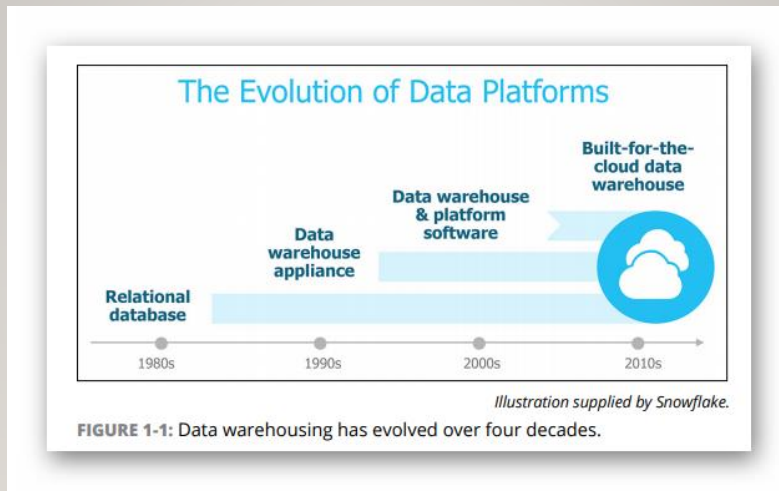 The Evolution of Data Platforms
Built-for-the-
cloud data
warehouse
Data warehouse
& platform
software
Data
warehouse
appliance
Relational
database
1980s
1990s
2000s
2010s
Illustration supplied by Snowflake.
FIGURE 1-1: Data warehousing has evolved over four decades.